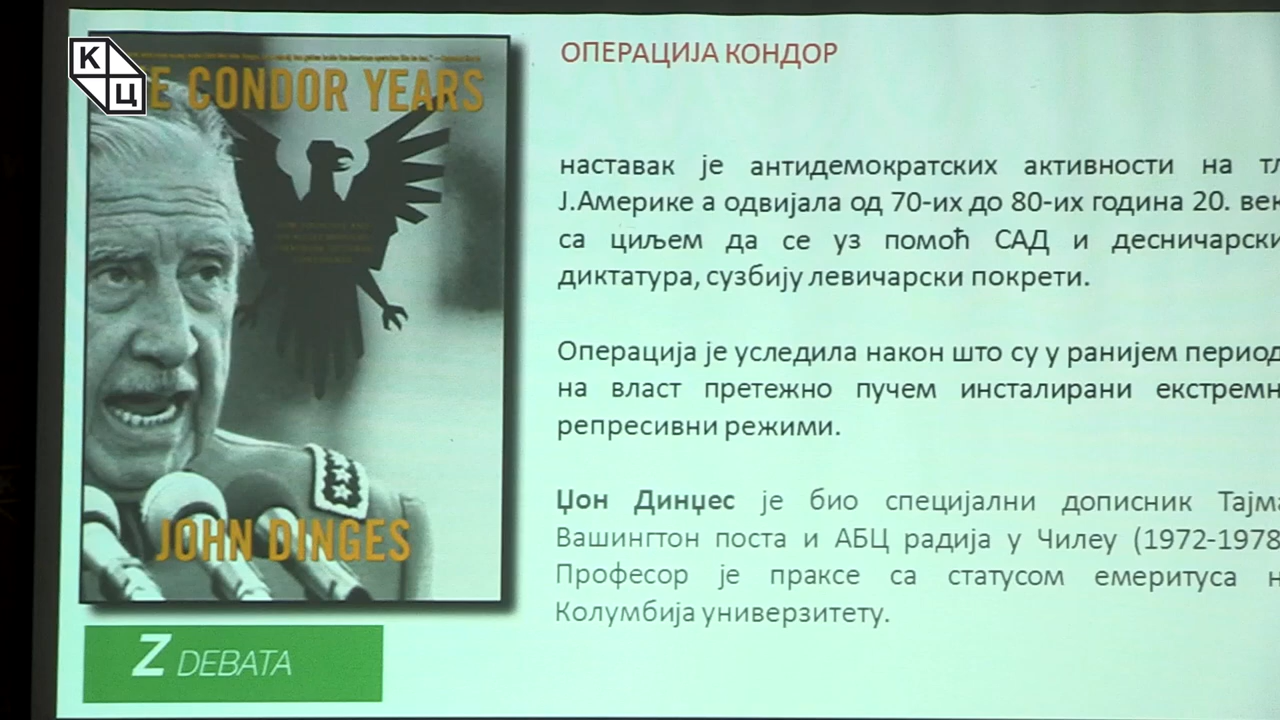 К
Ц
CONDOR YEARS
JOHN DINGES
Z DEBATA
ОПЕРАЦИЈА КОНДОР
наставак је антидемократских активности на
Ј.Америке а одвијала од 70-их до 80-их година 20.
са циљем да се уз помоћ САД и
диктатура, сузбију левичарски покрети.
Операција је уследила након што су у ранијем
на власт претежно пучем инсталирани
репресивни режими.
Џон Динџес је био специјални дописник
Вашингтон поста и АБЦ радија у Чилеу (1972-1978
Професор је праксе са статусом емеритуса
Колумбија универзитету.